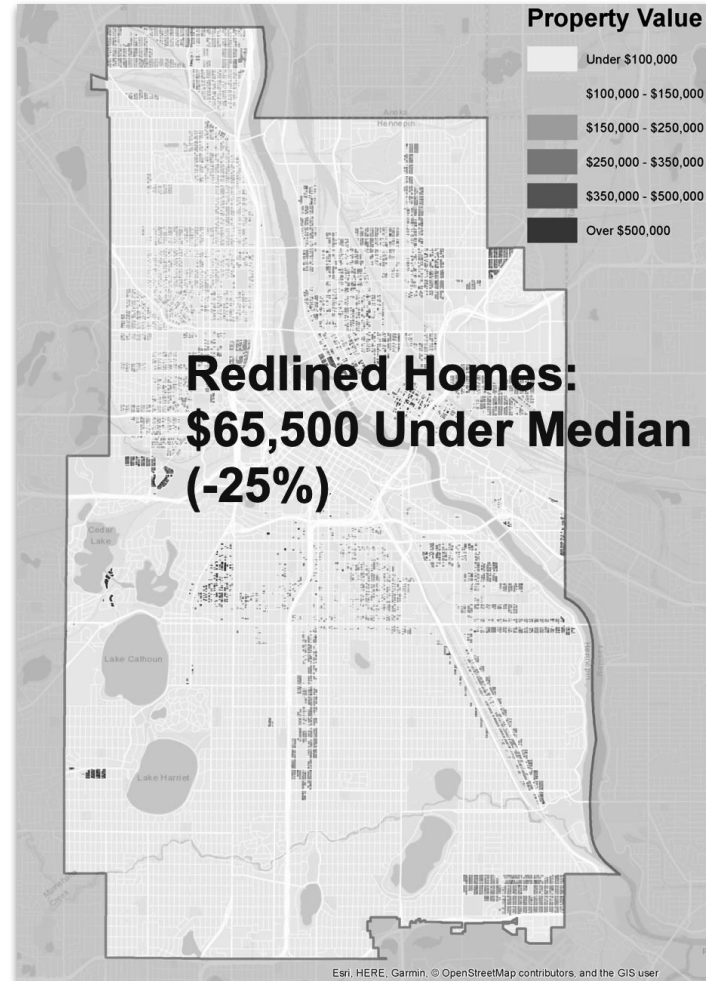 Property Value
Under $100,000
$100,000 - $150,000
$150,000 - $250,000
$250,000 - $350,000
$350,000 - $500,000
Over $500,000
Anoka
Hennepin
Redlined Homes:
$65,500 Under Median
(-25%)
Cedar
Lake
Lake Calhoun
Lake Harriet
Esri, HERE, Garmin, © OpenStreetMap contributors, and the GIS user